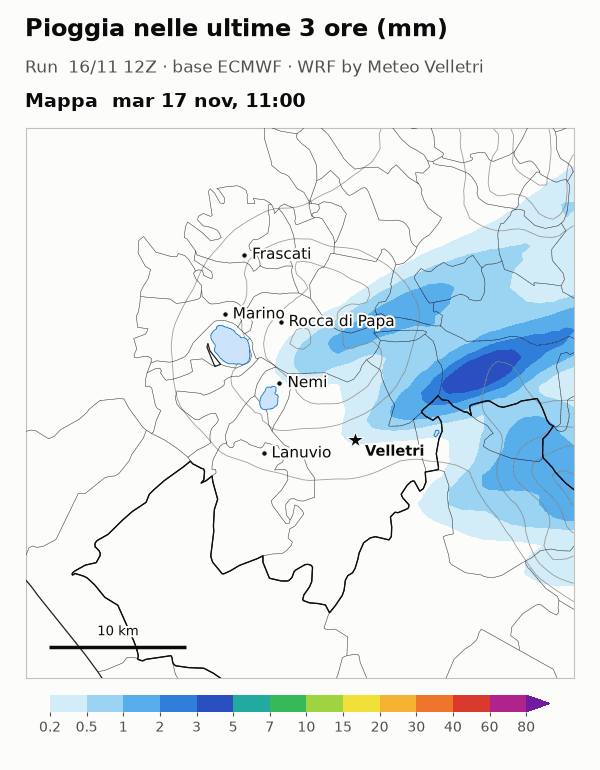 Pioggia nelle ultime 3 ore (mm)
Run  16/11 12Z · base ECMWF · WRF by Meteo Velletri
Mappa  mar 17 nov, 11:00
Frascati
Marino
Rocca di Papa
Nemi
Velletri
Lanuvio
10 km
0.2 0.5 1 2 3 5 7 10 15 20 30 40 60 80